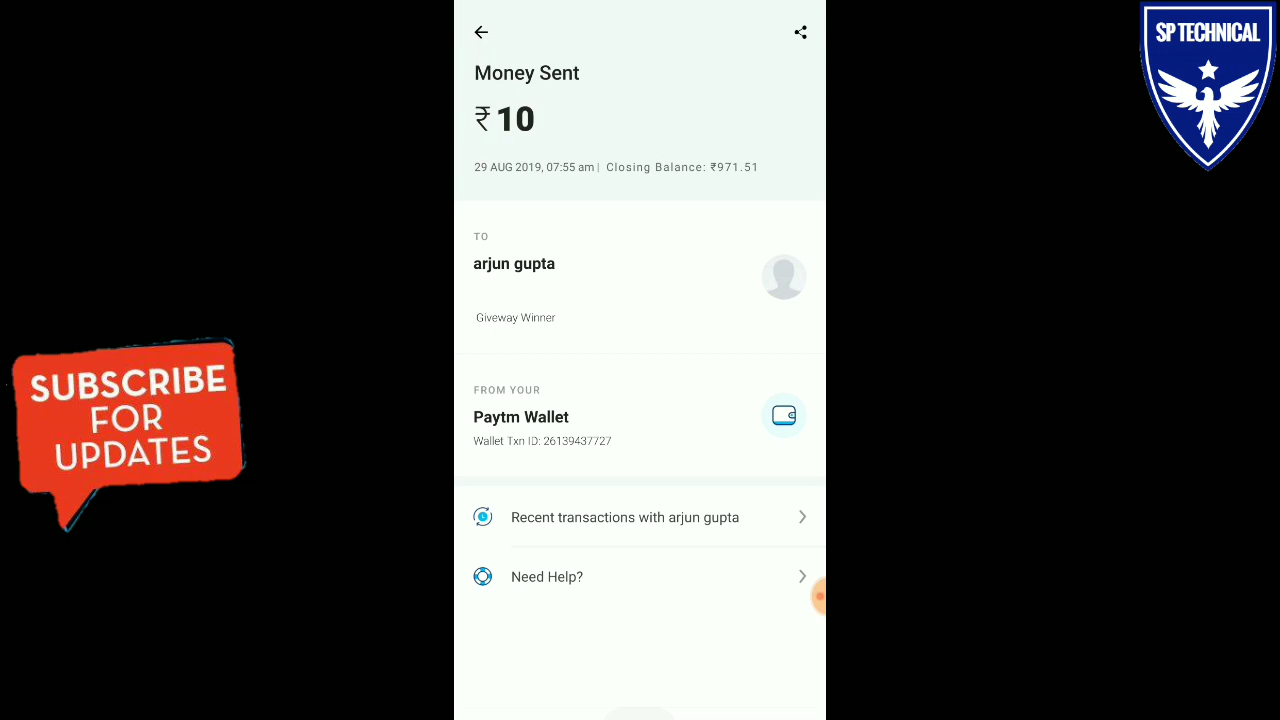 SP TECHNICAL
Money Sent
₹ 10
29 AUG 2019, 07:55 am | Closing Balance: ₹971.51
TO
arjun gupta
Giveway Winner
FROM YOUR
Paytm Wallet
Wallet Txn ID: 26139437727
Recent transactions with arjun gupta
Need Help?
SUBSCRIBE
FOR
UPDATES